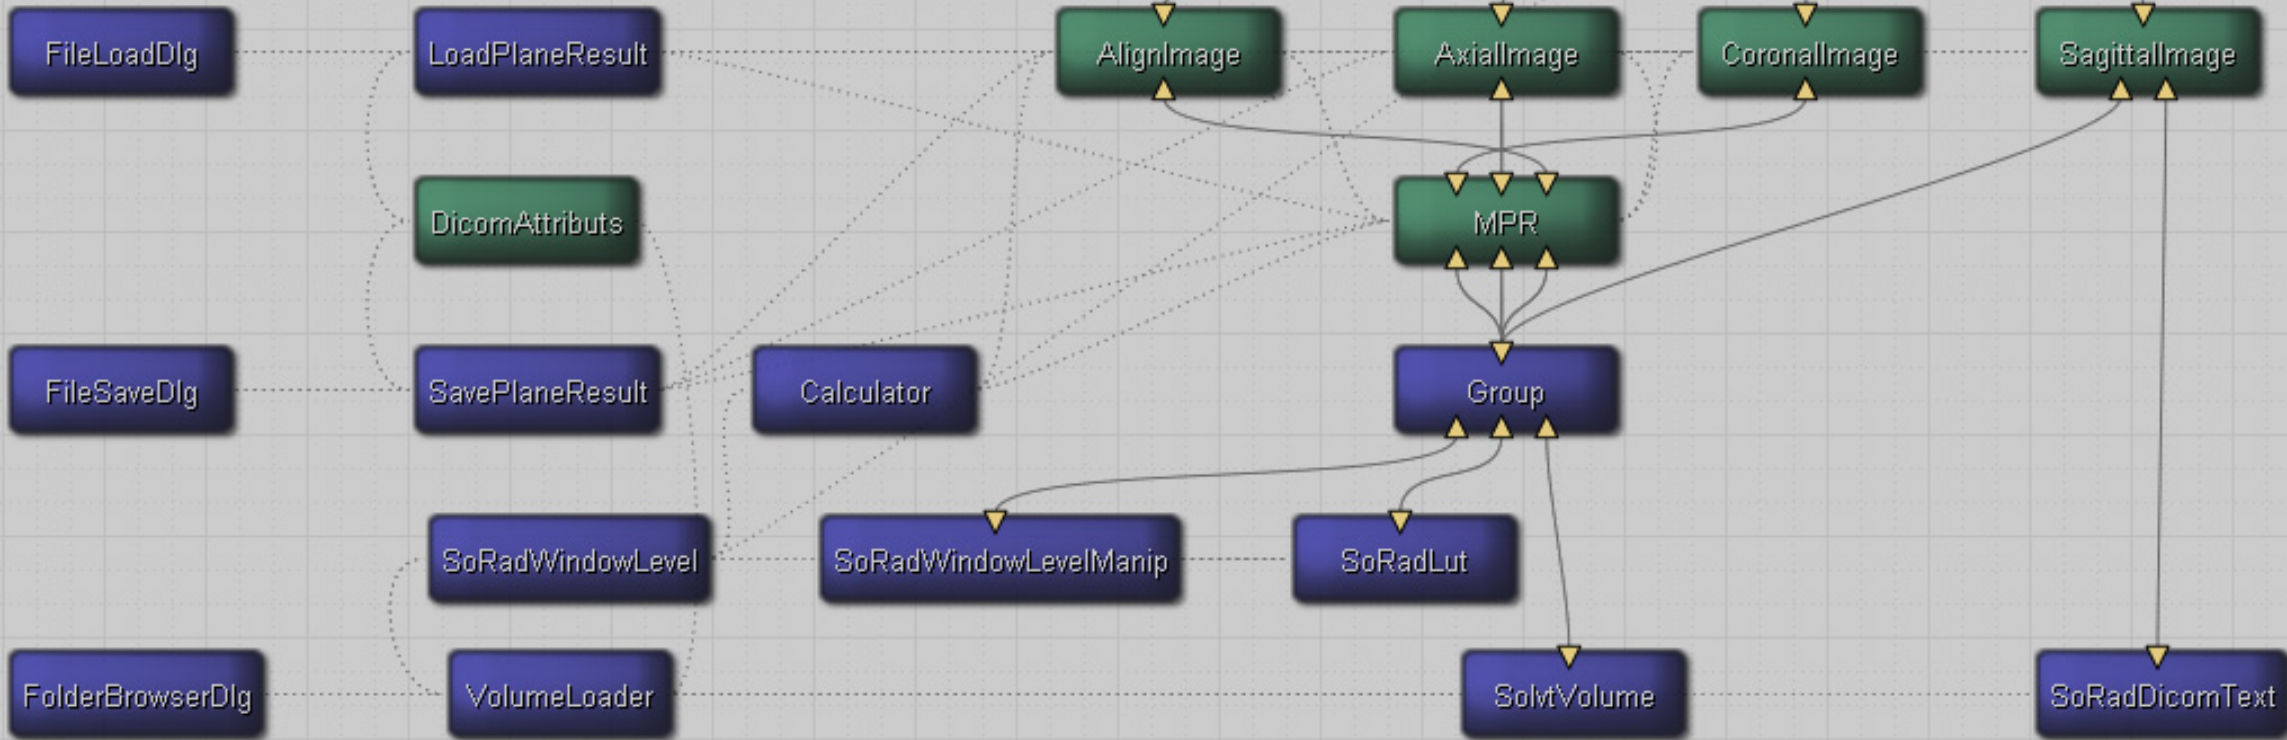 FileLoadDlg
LoadPlaneResult
AlignImage
AxialImage
CoronalImage
SagittalImage
DicomAttributs
MPR
FileSaveDlg
SavePlaneResult
Calculator
Group
SoRadWindowLevel
SoRadWindowLevelManip
SoRadLut
FolderBrowserDlg
VolumeLoader
SoIvtVolume
SoRadDicomText